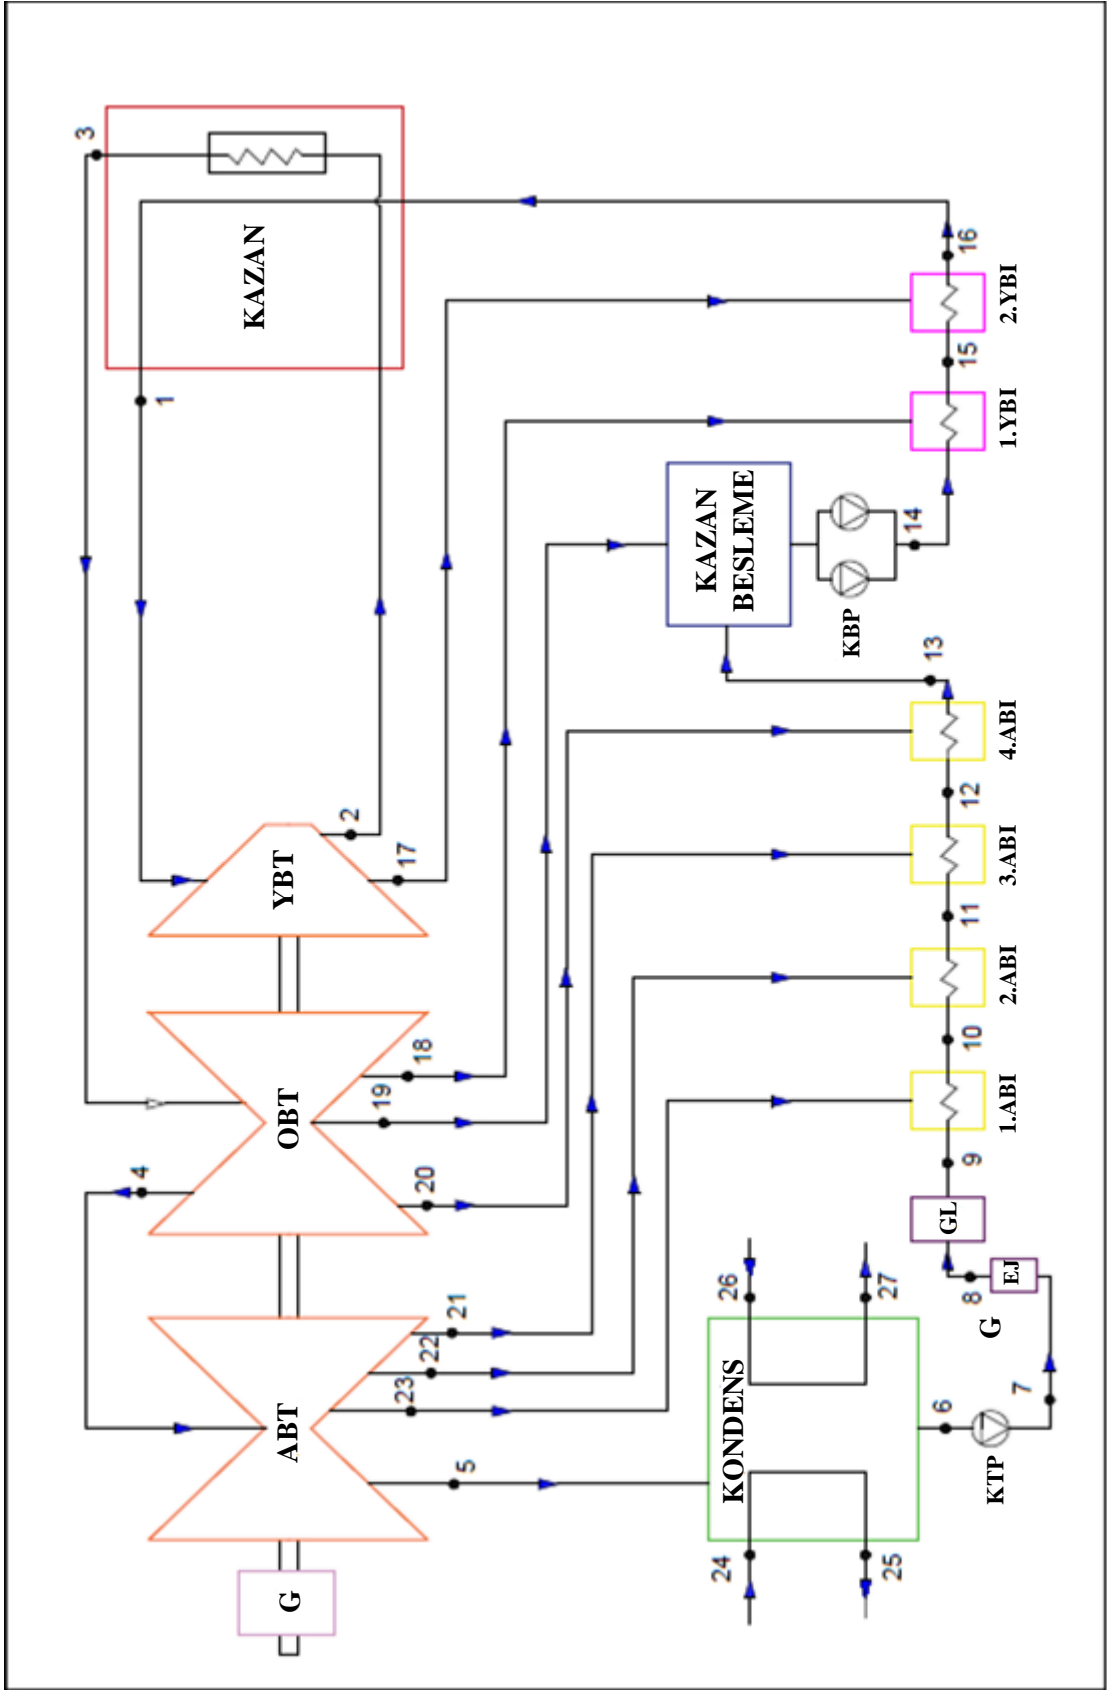 3
KAZAN
1
16
2.YBI
15
1.YBI
KAZAN
BESLEME
14
KBP
13
2
17
YBT
4.ABI
12
3.ABI
11
2.ABI
10
1.ABI
9
18
19
OBT
20
4
GL
EJ
8
G
7
6
KTP
21
22
23
ABT
5
KONDENS
26
27
24
25
G